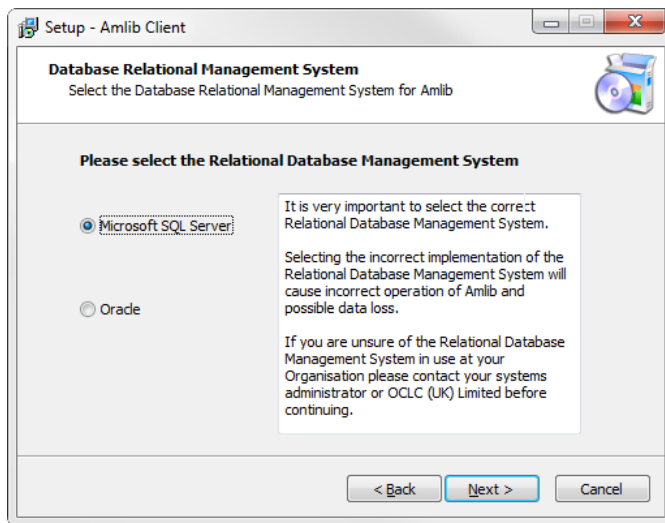 Setup - Amlib Client
Database Relational Management System
Select the Database Relational Management System for Amlib
Please select the Relational Database Management System
Microsoft SQL Server
Oracle
It is very important to select the correct
Relational Database Management System.
Selecting the incorrect implementation of the
Relational Database Management System will
cause incorrect operation of Amlib and
possible data loss.
If you are unsure of the Relational Database
Management System in use at your
Organisation please contact your systems
administrator or OCLC (UK) Limited before
continuing.
< Back
Next >
Cancel